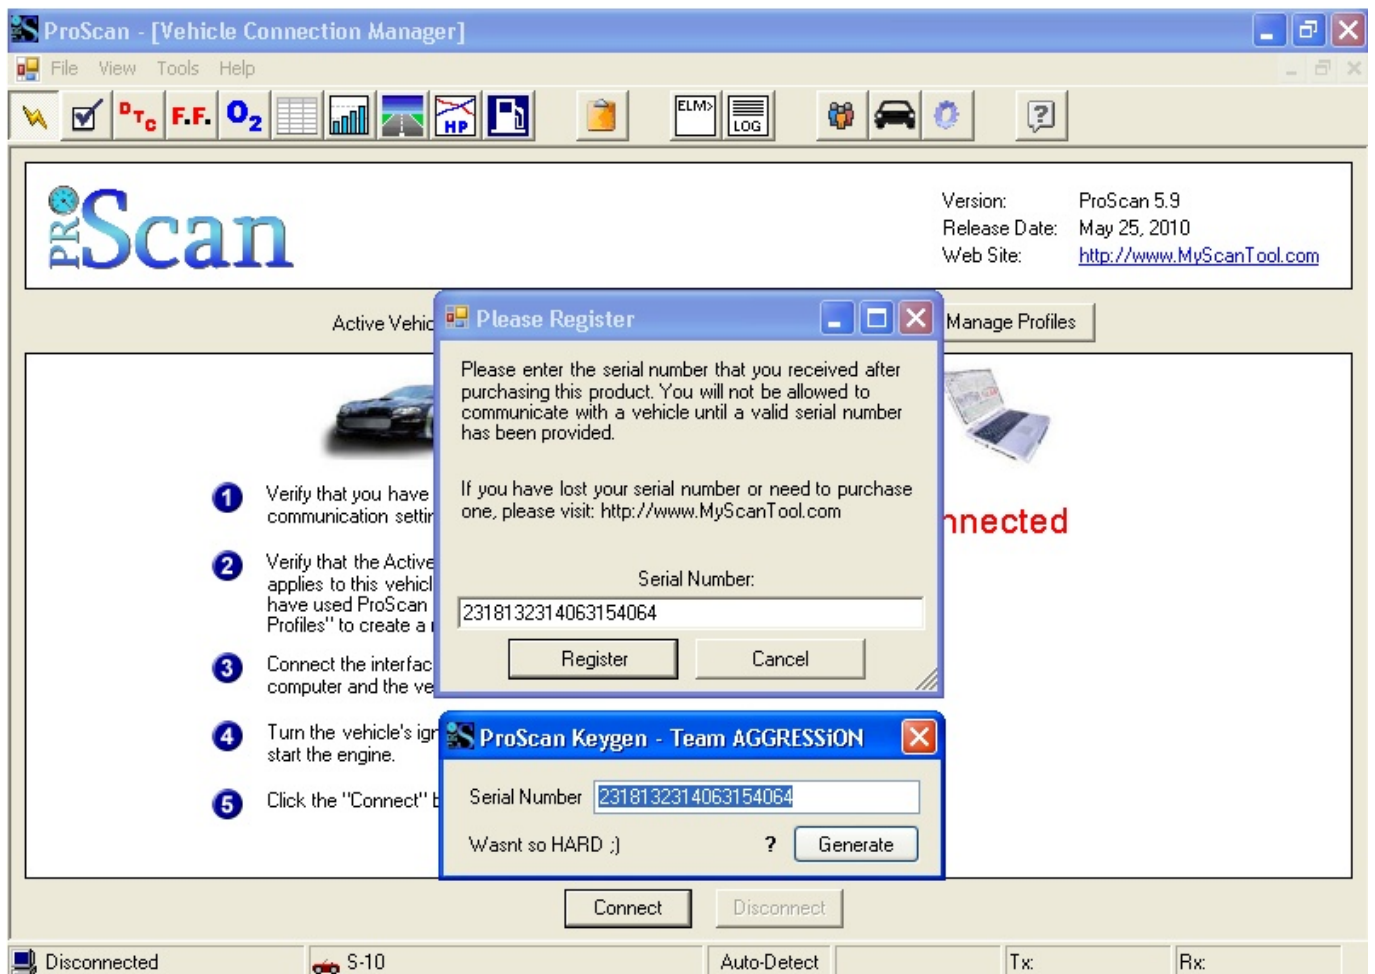 ProScan - [Vehicle Connection Manager]
File View Tools Help
DTC F.F. O2 HP ELM> LOG
PRO Scan
Version: ProScan 5.9
Release Date: May 25, 2010
Web Site: http://www.MyScanTool.com
Active Vehic
Manage Profiles
Please Register
Please enter the serial number that you received after
purchasing this product. You will not be allowed to
communicate with a vehicle until a valid serial number
has been provided.
If you have lost your serial number or need to purchase
one, please visit: http://www.MyScanTool.com
Serial Number:
2318132314063154064
Register Cancel
nnected
1 Verify that you have
communication settin
2 Verify that the Active
applies to this vehicl
have used ProScan
Profiles" to create a
3 Connect the interfac
computer and the ve
4 Turn the vehicle's ign
start the engine.
5 Click the "Connect" b
ProScan Keygen - Team AGGRESSiON
Serial Number 2318132314063154064
Wasnt so HARD ;) ? Generate
Connect Disconnect
Disconnected S-10 Auto-Detect Tx: Rx: